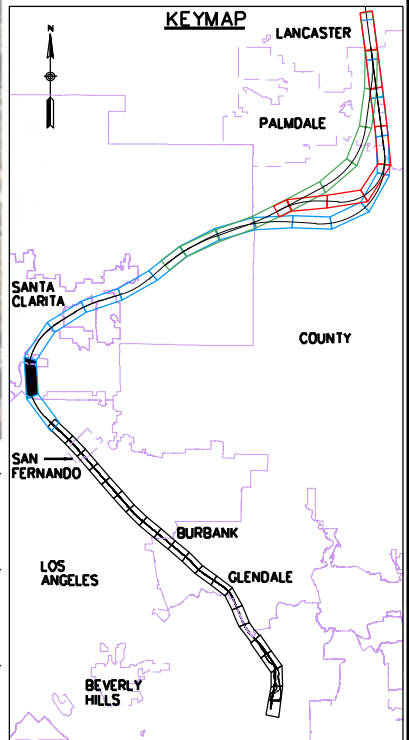 KEYMAP
N
LANCASTER
PALMDALE
SANTA
CLARITA
COUNTY
SAN
FERNANDO
BURBANK
LOS
ANGELES
GLENDALE
BEVERLY
HILLS